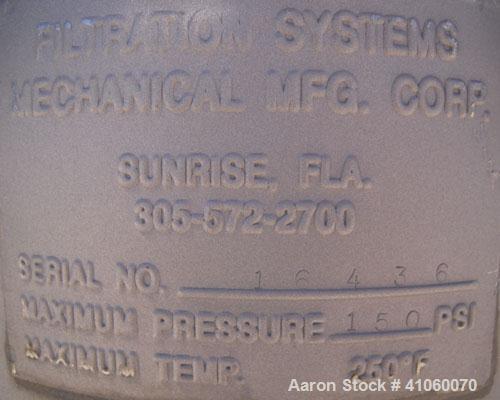 FILTRATION SYSTEMS
MECHANICAL MFG. CORP.
SUNRISE, FLA.
305-572-2700
SERIAL NO. 16436
MAXIMUM PRESSURE 150 PSI
MAXIMUM TEMP. 250°F
Aaron Stock # 41060070